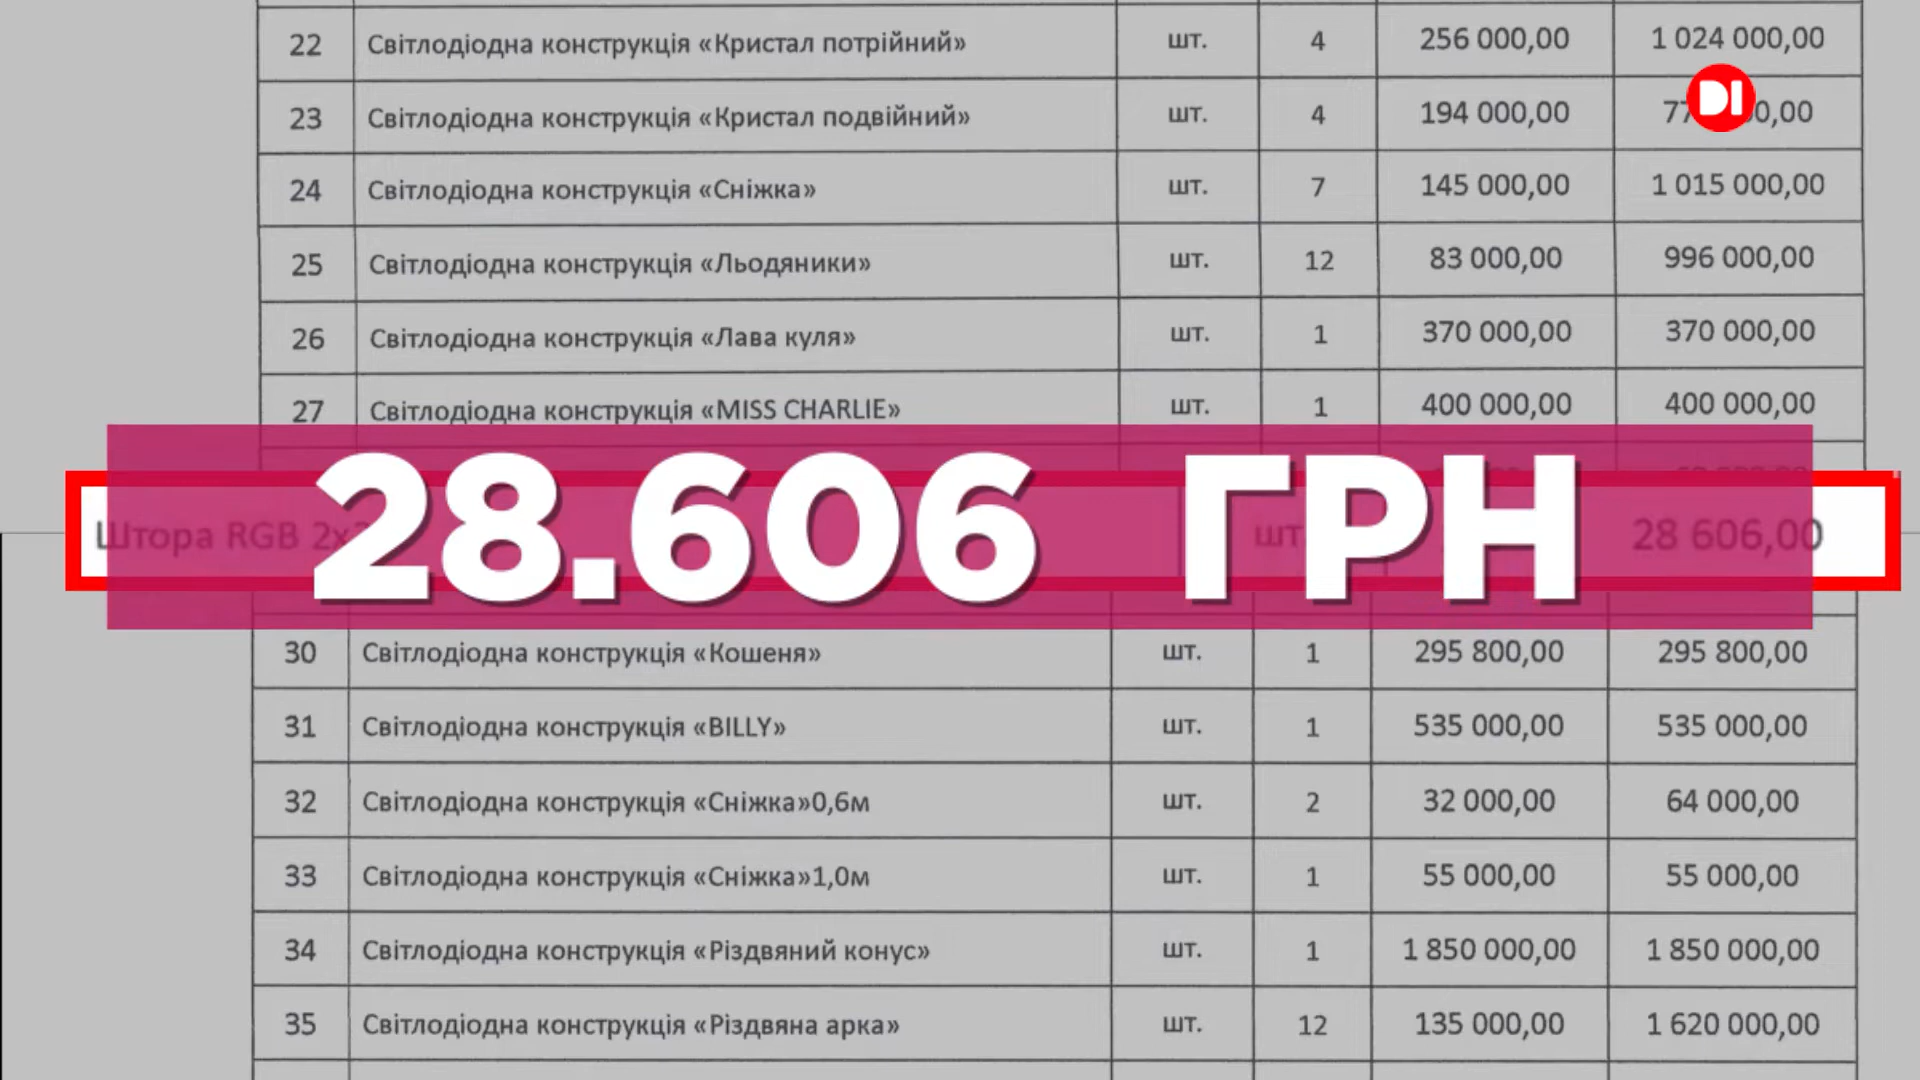 22 Світлодіодна конструкція «Кристал потрійний» шт. 4 256 000,00 1 024 000,00
DI
23 Світлодіодна конструкція «Кристал подвійний» шт. 4 194 000,00
24 Світлодіодна конструкція «Сніжка» шт. 7 145 000,00 1 015 000,00
25 Світлодіодна конструкція «Льодяники» шт. 12 83 000,00 996 000,00
26 Світлодіодна конструкція «Лава куля» шт. 1 370 000,00 370 000,00
27 Світлодіодна конструкція «MISS CHARLIE» шт. 1 400 000,00 400 000,00
28.606 ГРН
Штора RGB шт 28 606,00
30 Світлодіодна конструкція «Кошеня» шт. 1 295 800,00 295 800,00
31 Світлодіодна конструкція «BILLY» шт. 1 535 000,00 535 000,00
32 Світлодіодна конструкція «Сніжка»0,6м шт. 2 32 000,00 64 000,00
33 Світлодіодна конструкція «Сніжка»1,0м шт. 1 55 000,00 55 000,00
34 Світлодіодна конструкція «Різдвяний конус» шт. 1 1 850 000,00 1 850 000,00
35 Світлодіодна конструкція «Різдвяна арка» шт. 12 135 000,00 1 620 000,00